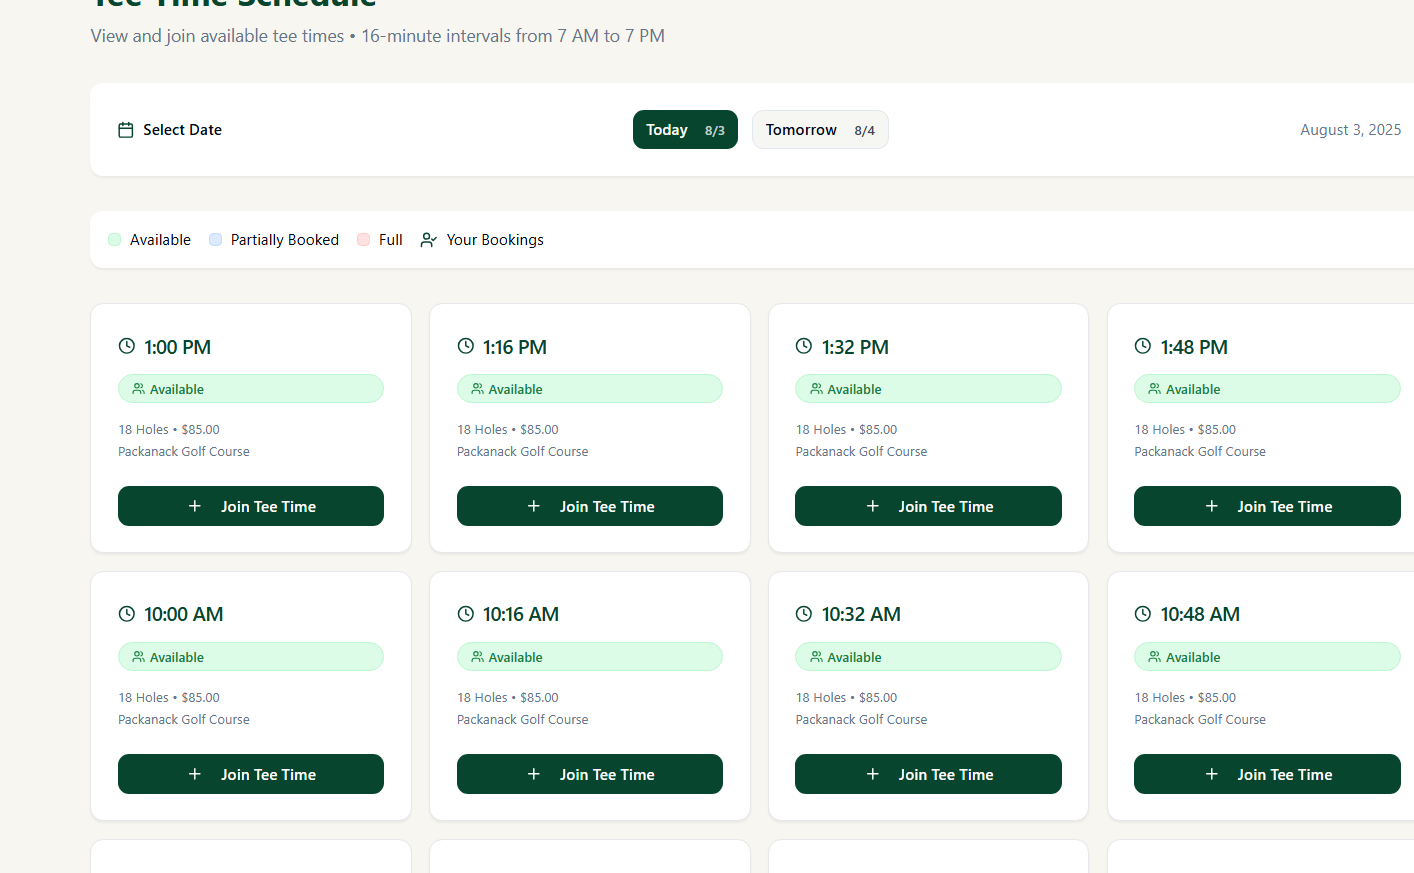 Tee Time Schedule
View and join available tee times • 16-minute intervals from 7 AM to 7 PM
Select Date
Today 8/3
Tomorrow 8/4
August 3, 2025
Available
Partially Booked
Full
Your Bookings
1:00 PM
Available
18 Holes • $85.00
Packanack Golf Course
+ Join Tee Time
1:16 PM
Available
18 Holes • $85.00
Packanack Golf Course
+ Join Tee Time
1:32 PM
Available
18 Holes • $85.00
Packanack Golf Course
+ Join Tee Time
1:48 PM
Available
18 Holes • $85.00
Packanack Golf Course
+ Join Tee Time
10:00 AM
Available
18 Holes • $85.00
Packanack Golf Course
+ Join Tee Time
10:16 AM
Available
18 Holes • $85.00
Packanack Golf Course
+ Join Tee Time
10:32 AM
Available
18 Holes • $85.00
Packanack Golf Course
+ Join Tee Time
10:48 AM
Available
18 Holes • $85.00
Packanack Golf Course
+ Join Tee Time